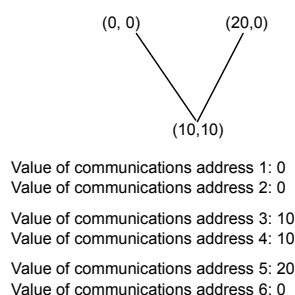 (0, 0) (20,0)
(10,10)
Value of communications address 1: 0
Value of communications address 2: 0
Value of communications address 3: 10
Value of communications address 4: 10
Value of communications address 5: 20
Value of communications address 6: 0